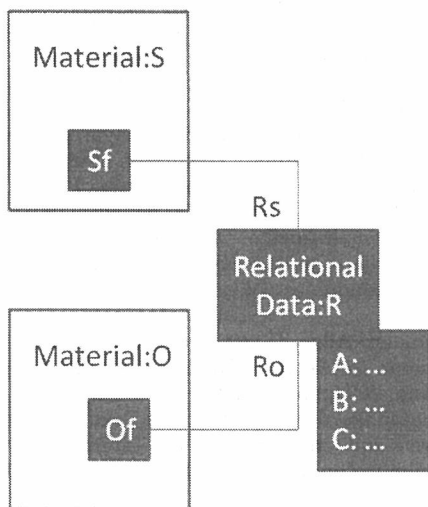 Material:S
Sf
Rs
Relational
Data:R
Material:O
Ro
Of
A: ...
B: ...
C: ...